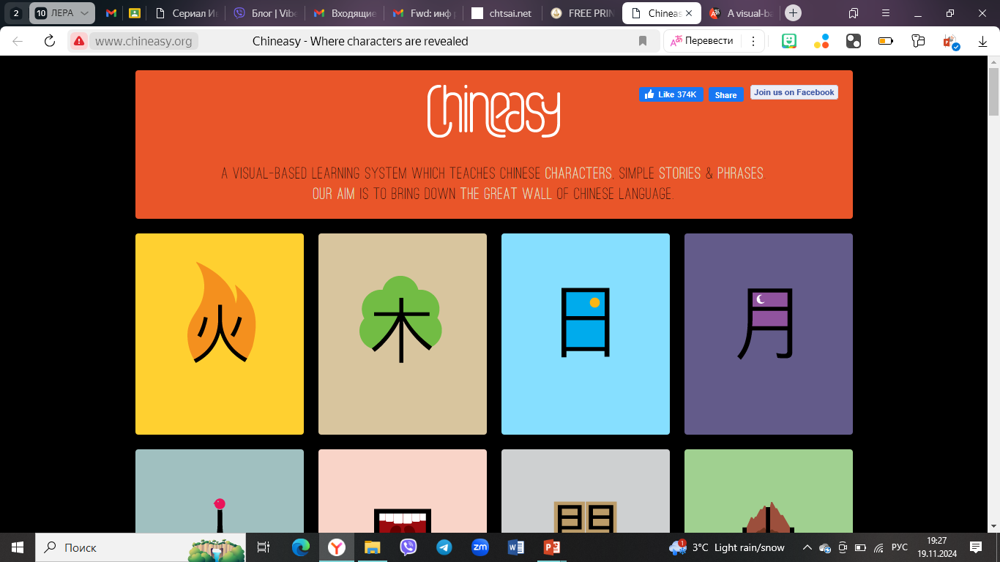 2
10
ЛЕРА
Сериал Ин
Блог | Vibe
Входящие
Fwd: инф р
chtsai.net
FREE PRIN
Chineas
A visual-ba
www.chineasy.org
Chineasy - Where characters are revealed
Перевести
Chineasy
Like 374K
Share
Join us on Facebook
A VISUAL-BASED LEARNING SYSTEM WHICH TEACHES CHINESE CHARACTERS, SIMPLE STORIES & PHRASES.
OUR AIM IS TO BRING DOWN THE GREAT WALL OF CHINESE LANGUAGE.
火
木
日
月
Поиск
zm
1
3°C Light rain/snow
РУС
19:27
19.11.2024